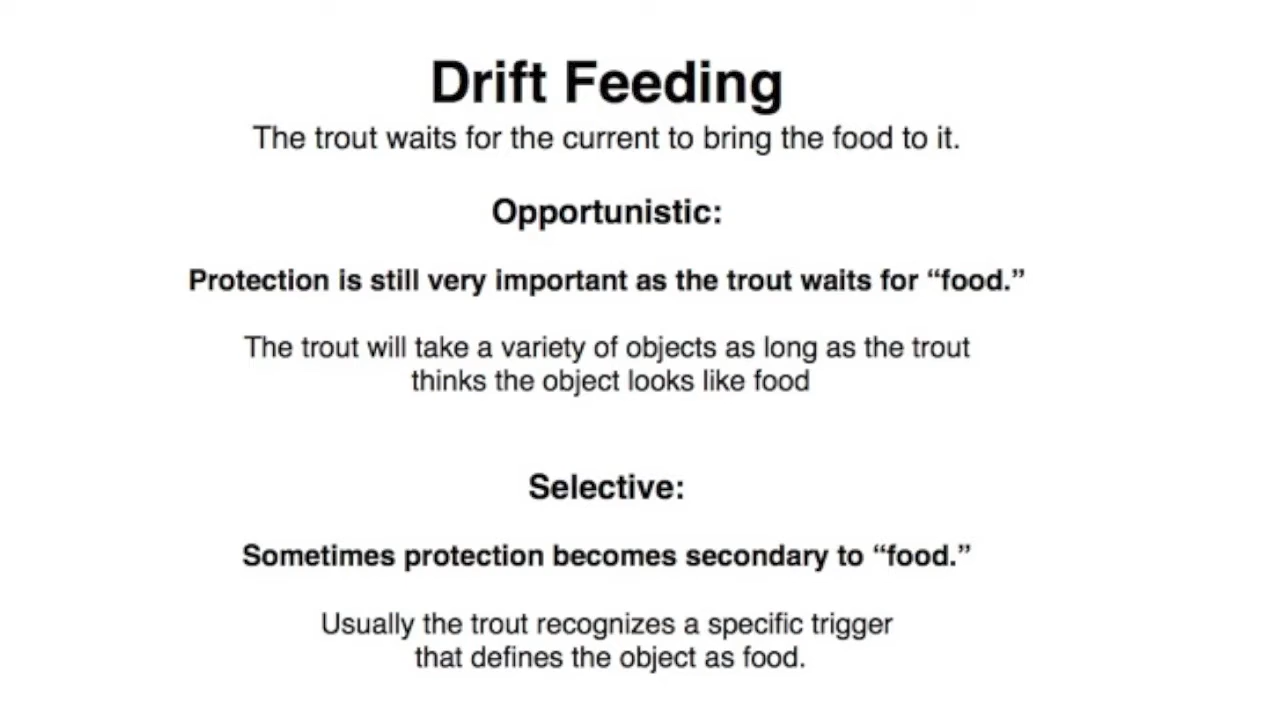 Drift Feeding
The trout waits for the current to bring the food to it.
Opportunistic:
Protection is still very important as the trout waits for “food.”
The trout will take a variety of objects as long as the trout
thinks the object looks like food
Selective:
Sometimes protection becomes secondary to “food.”
Usually the trout recognizes a specific trigger
that defines the object as food.